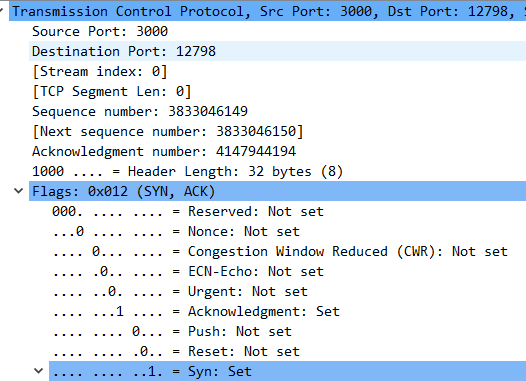 Transmission Control Protocol, Src Port: 3000, Dst Port: 12798,
Source Port: 3000
Destination Port: 12798
[Stream index: 0]
[TCP Segment Len: 0]
Sequence number: 3833046149
[Next sequence number: 3833046150]
Acknowledgment number: 4147944194
1000 .... = Header Length: 32 bytes (8)
Flags: 0x012 (SYN, ACK)
000. .... .... = Reserved: Not set
...0 .... .... = Nonce: Not set
.... 0... .... = Congestion Window Reduced (CWR): Not set
.... .0.. .... = ECN-Echo: Not set
.... ..0. .... = Urgent: Not set
.... ...1 .... = Acknowledgment: Set
.... .... 0... = Push: Not set
.... .... .0.. = Reset: Not set
.... .... ..1. = Syn: Set